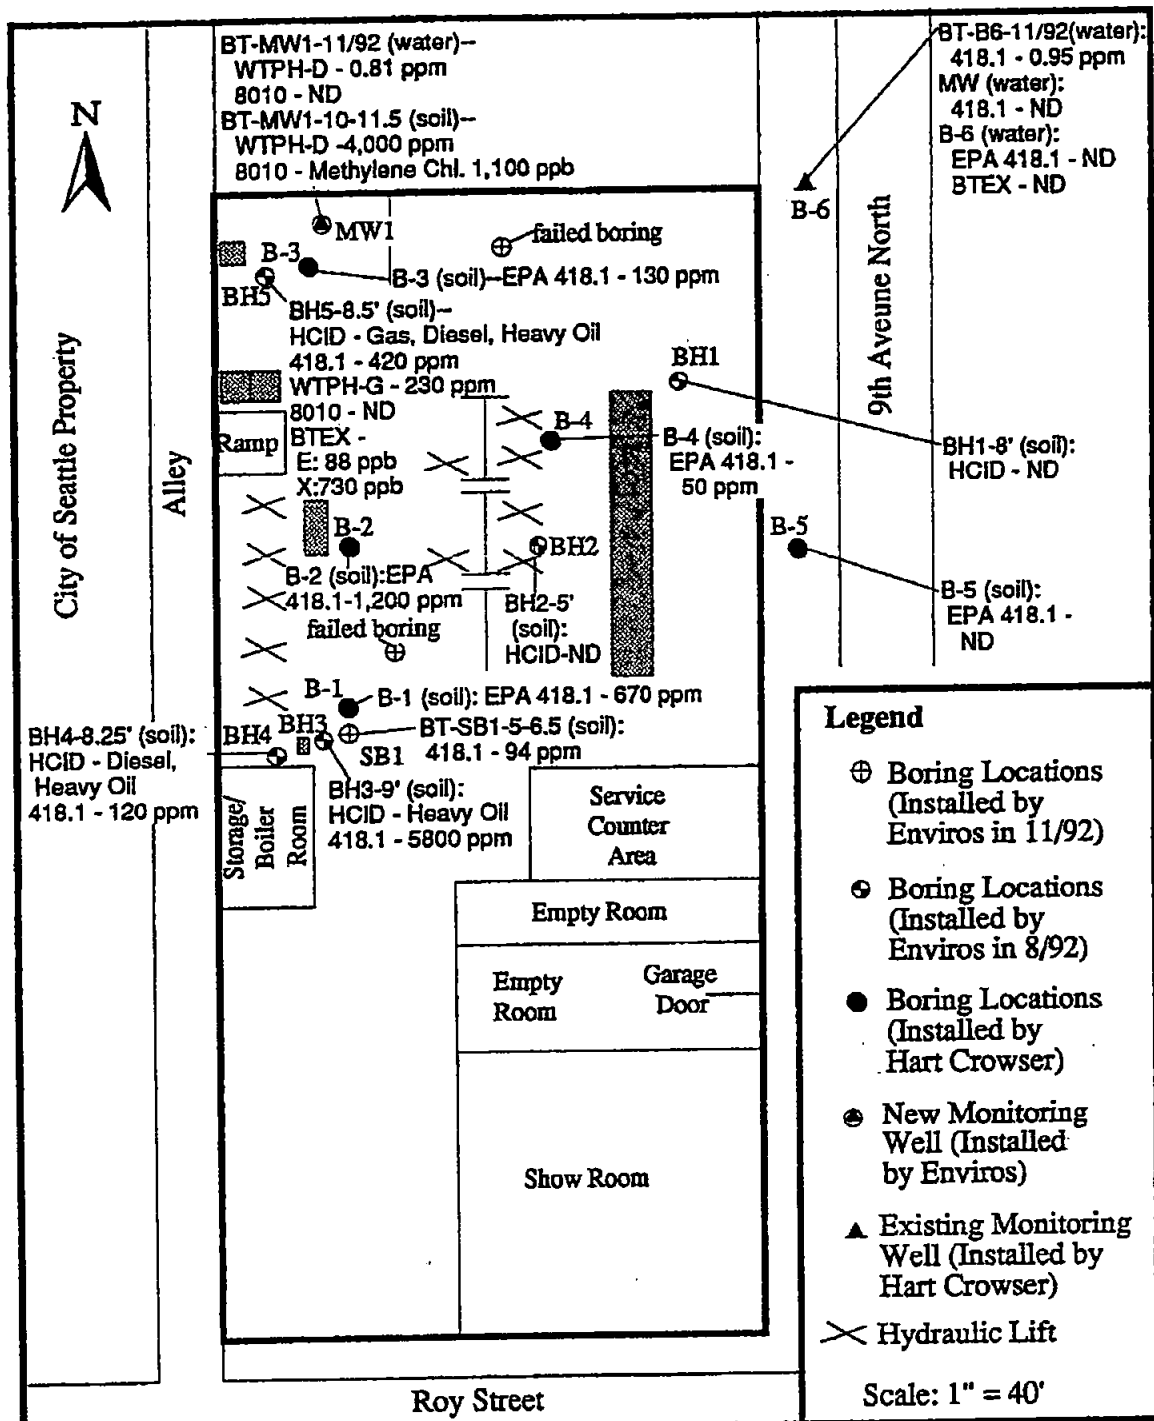 BT-MW1-11/92 (water)--
WTPH-D - 0.81 ppm
8010 - ND
BT-MW1-10-11.5 (soil)--
WTPH-D -4,000 ppm
8010 - Methylene Chl. 1,100 ppb
BT-B6-11/92(water):
418.1 - 0.95 ppm
MW (water):
418.1 - ND
B-6 (water):
EPA 418.1 - ND
BTEX - ND
N
B-6
MW1
failed boring
B-3
B-3 (soil)--EPA 418.1 - 130 ppm
BH5
BH5-8.5' (soil)--
HCID - Gas, Diesel, Heavy Oil
418.1 - 420 ppm
WTPH-G - 230 ppm
8010 - ND
BTEX -
E: 88 ppb
X:730 ppb
BH1
9th Aveune North
City of Seattle Property
Alley
Ramp
B-4
B-4 (soil):
EPA 418.1 -
50 ppm
BH1-8' (soil):
HCID - ND
B-2
BH2
B-5
B-2 (soil):EPA
418.1-1,200 ppm
BH2-5'
(soil):
HCID-ND
B-5 (soil):
EPA 418.1 -
ND
failed boring
B-1
B-1 (soil): EPA 418.1 - 670 ppm
BH4-8.25' (soil):
HCID - Diesel,
Heavy Oil
418.1 - 120 ppm
BH4
BH3
SB1
BT-SB1-5-6.5 (soil):
418.1 - 94 ppm
BH3-9' (soil):
HCID - Heavy Oil
418.1 - 5800 ppm
Storage/
Boiler
Room
Service
Counter
Area
Empty Room
Empty
Room
Garage
Door
Show Room
Roy Street
Legend
Boring Locations
(Installed by
Enviros in 11/92)
Boring Locations
(Installed by
Enviros in 8/92)
Boring Locations
(Installed by
Hart Crowser)
New Monitoring
Well (Installed
by Enviros)
Existing Monitoring
Well (Installed by
Hart Crowser)
Hydraulic Lift
Scale: 1" = 40'